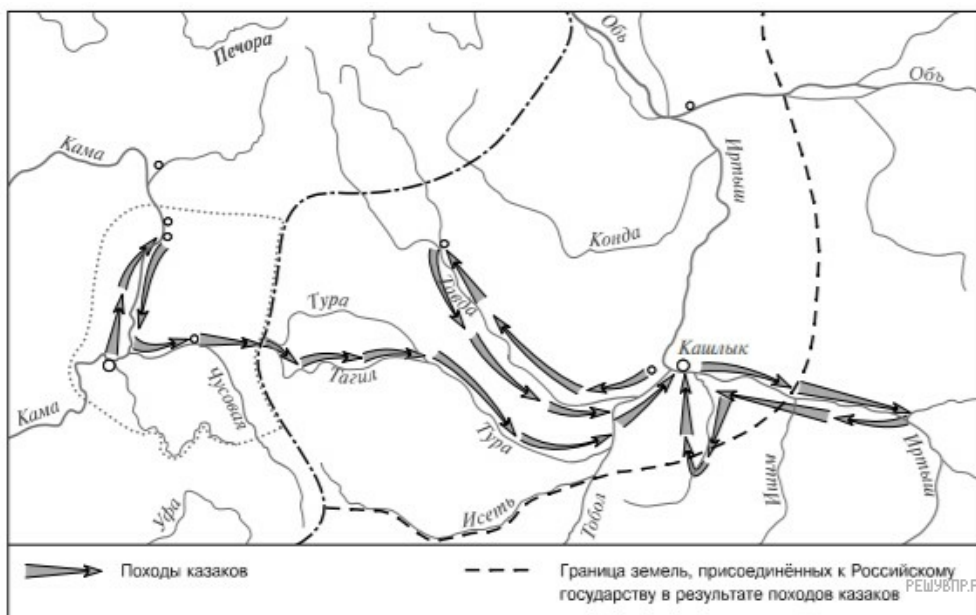 Печора
Обь
Обь
Кама
Иртыш
Конда
Тавда
Тура
Тагил
Кашлык
Чусовая
Кама
Тура
Уфа
Исеть
Тобол
Ишим
Иртыш
Походы казаков
Граница земель, присоединённых к Российскому
государству в результате походов казаков
РЕШУВПР.Р